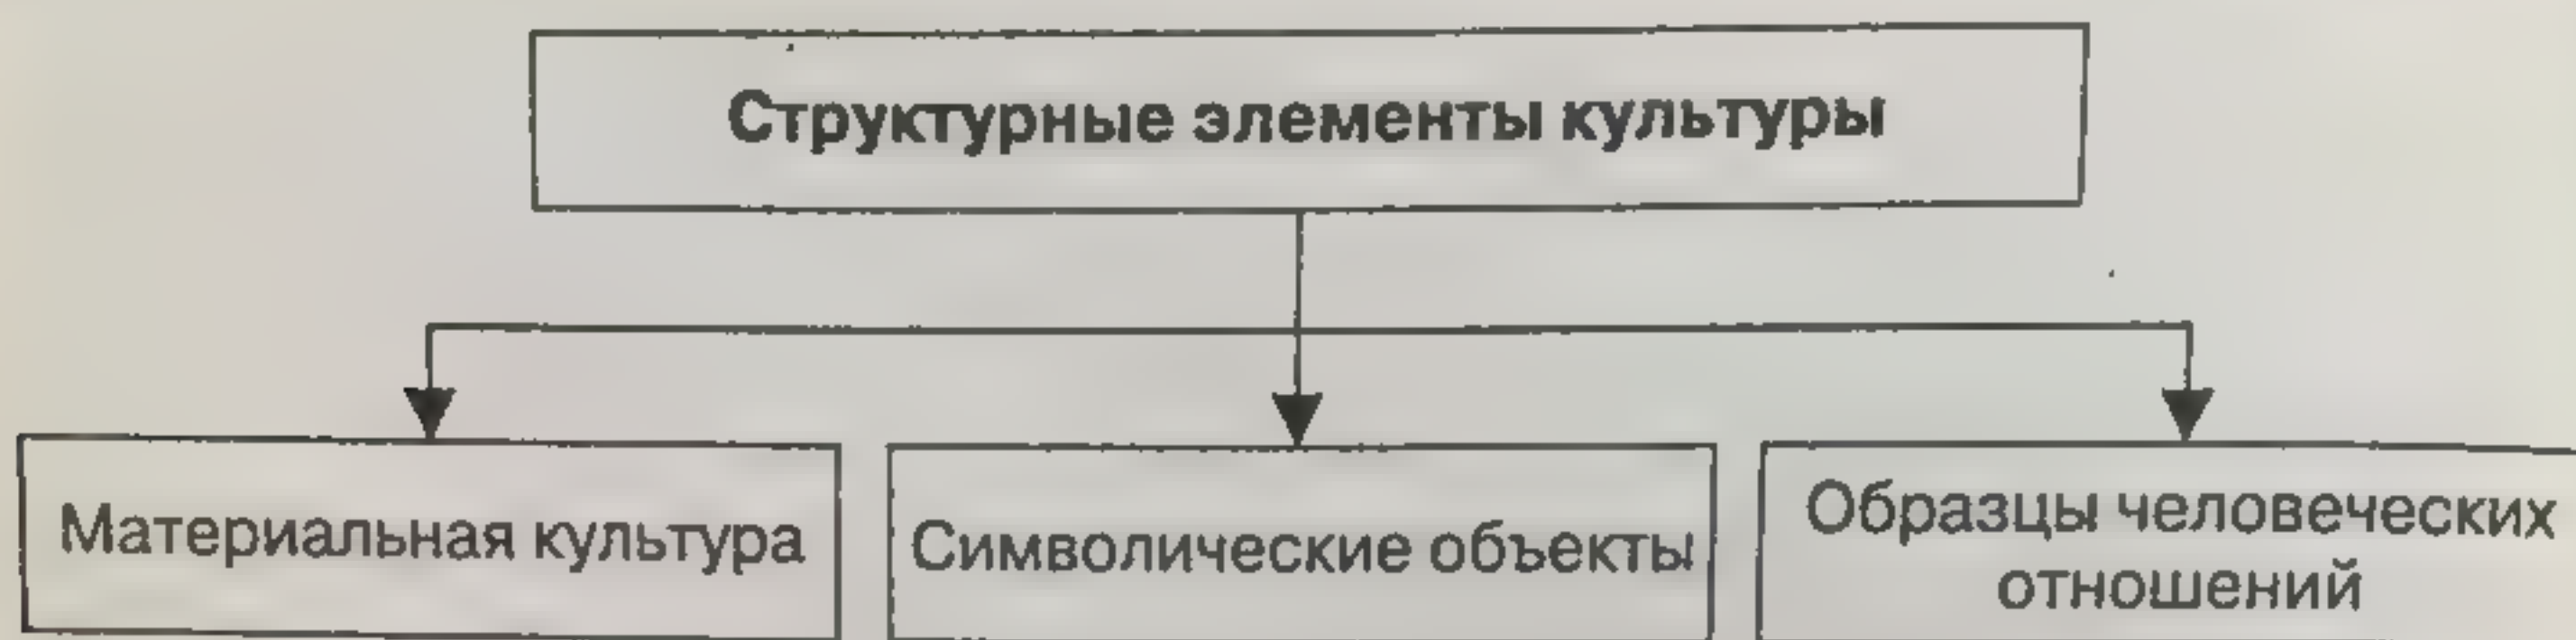 Структурные элементы культуры
Материальная культура
Символические объекты
Образцы человеческих
отношений